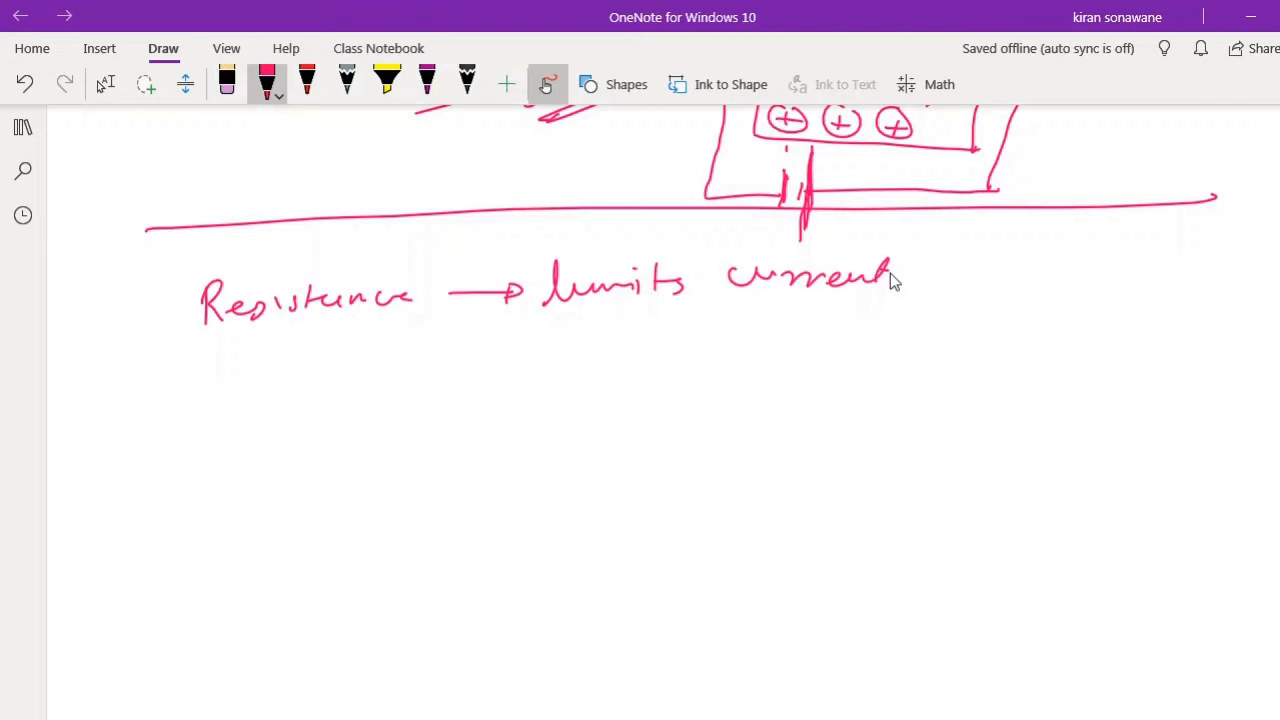 OneNote for Windows 10
kiran sonawane
Home Insert Draw View Help Class Notebook
Saved offline (auto sync is off)
Share
Shapes
Ink to Shape
Ink to Text
Math
Resistance → limits current